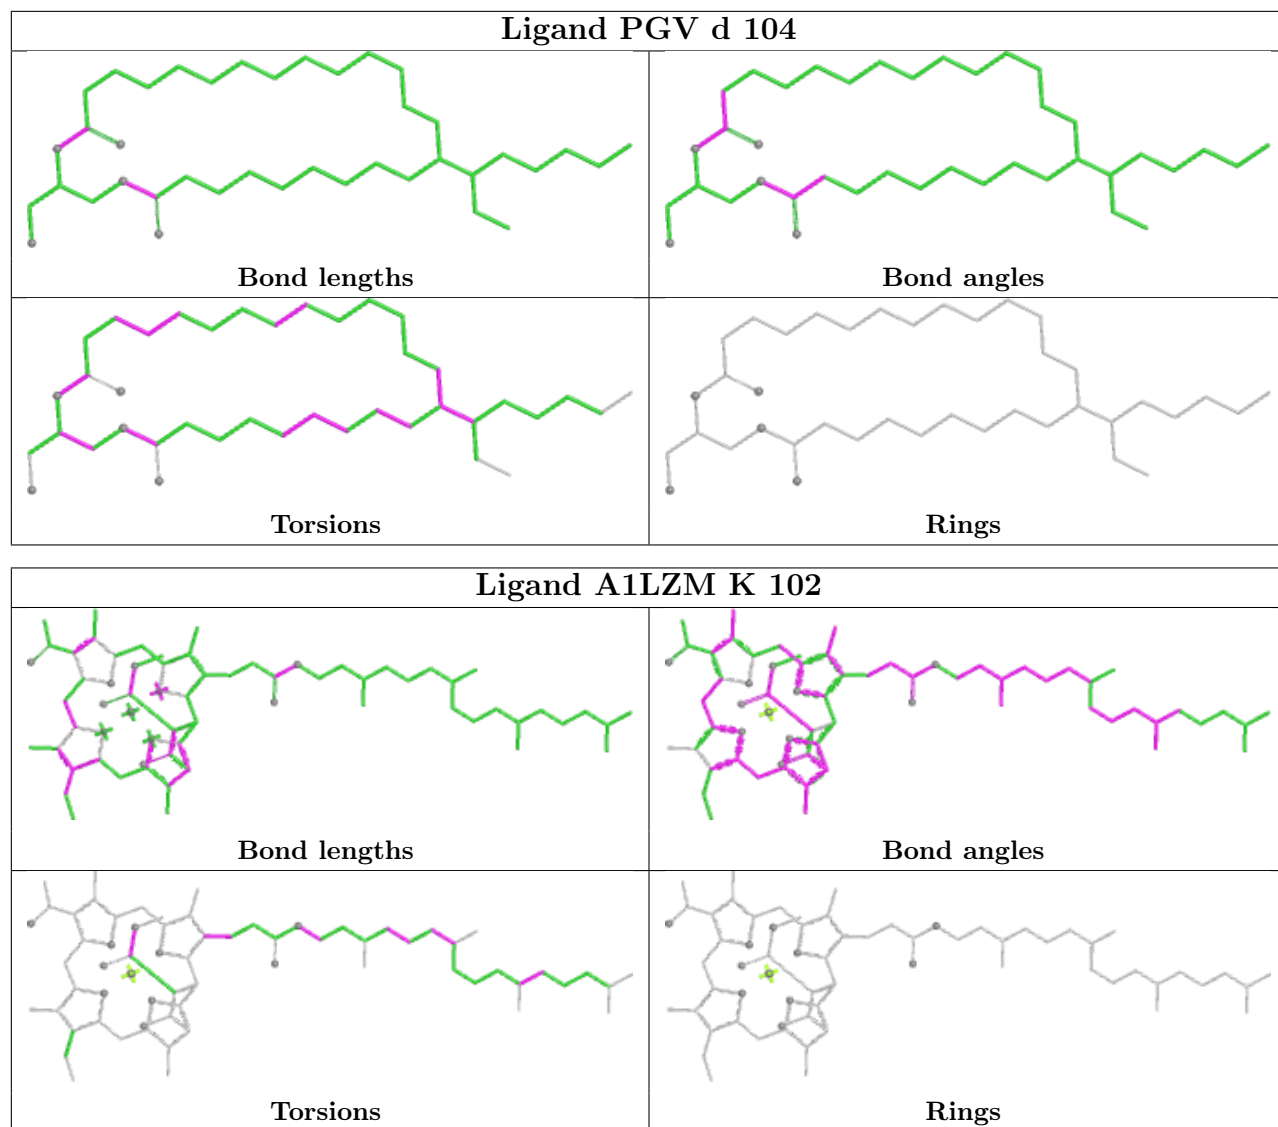 Ligand PGV d 104
Bond lengths
Bond angles
Torsions
Rings
Ligand A1LZM K 102
Bond lengths
Bond angles
Torsions
Rings